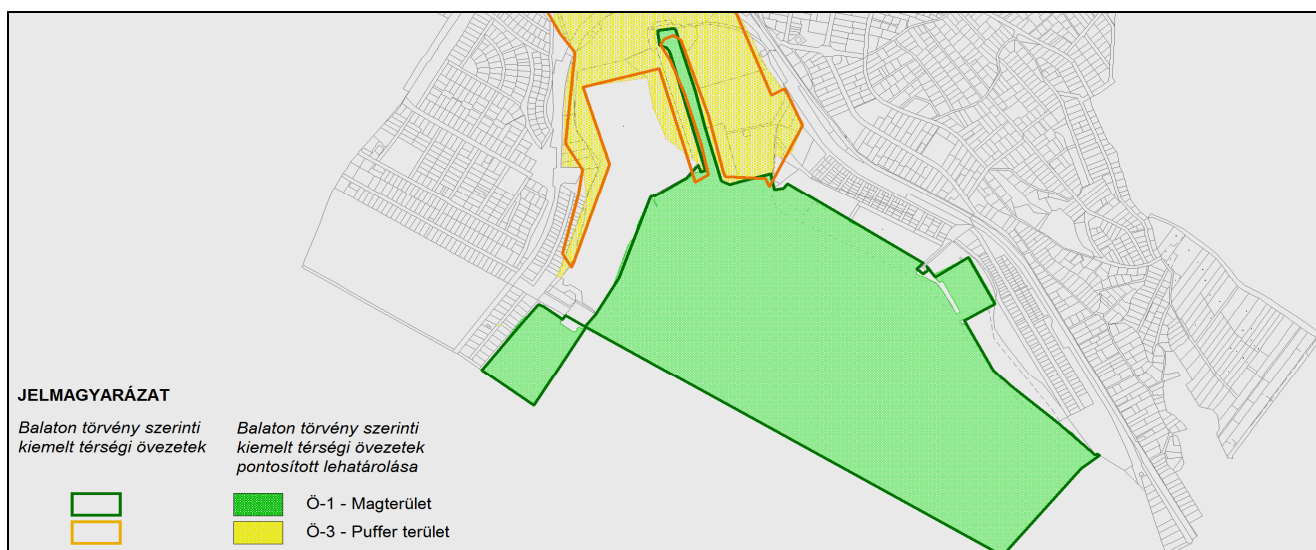 JELMAGYARÁZAT
Balaton törvény szerinti
kiemelt térségi övezetek
Balaton törvény szerinti
kiemelt térségi övezetek
pontosított lehatárolása
Ö-1 - Magterület
Ö-3 - Puffer terület